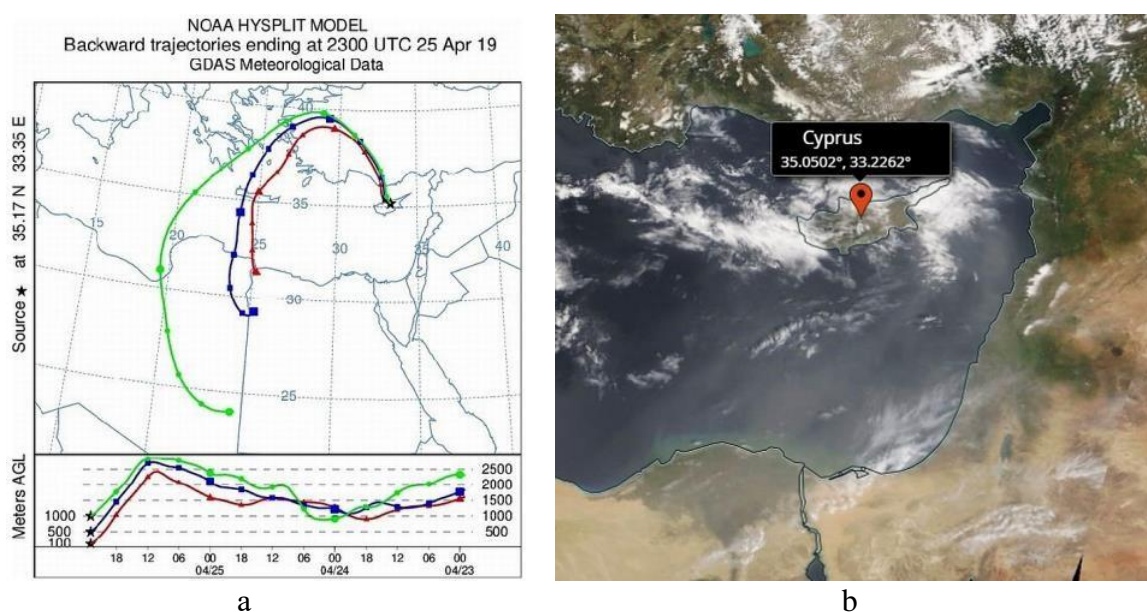 NOAA HYSPLIT MODEL
Backward trajectories ending at 2300 UTC 25 Apr 19
GDAS Meteorological Data
Source ★ at 35.17 N 33.35 E
40
15
20
25
30
35
35
40
30
25
Meters AGL
1000
500
100
2500
2000
1500
1000
500
18 12 06 00 18 12 06 00 18 12 06 00
04/25 04/24 04/23
a
Cyprus
35.0502°, 33.2262°
b